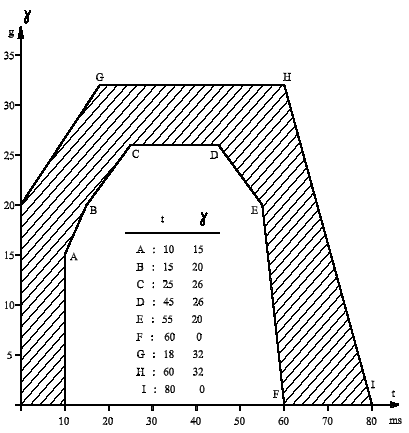 ɣ
g
35
G
H
30
25
C
D
20
B
E
t ɣ
15
A
A : 10 15
B : 15 20
C : 25 26
10
D : 45 26
E : 55 20
F : 60 0
5
G : 18 32
H : 60 32
I : 80 0
F
I
t
10 20 30 40 50 60 70 80 ms